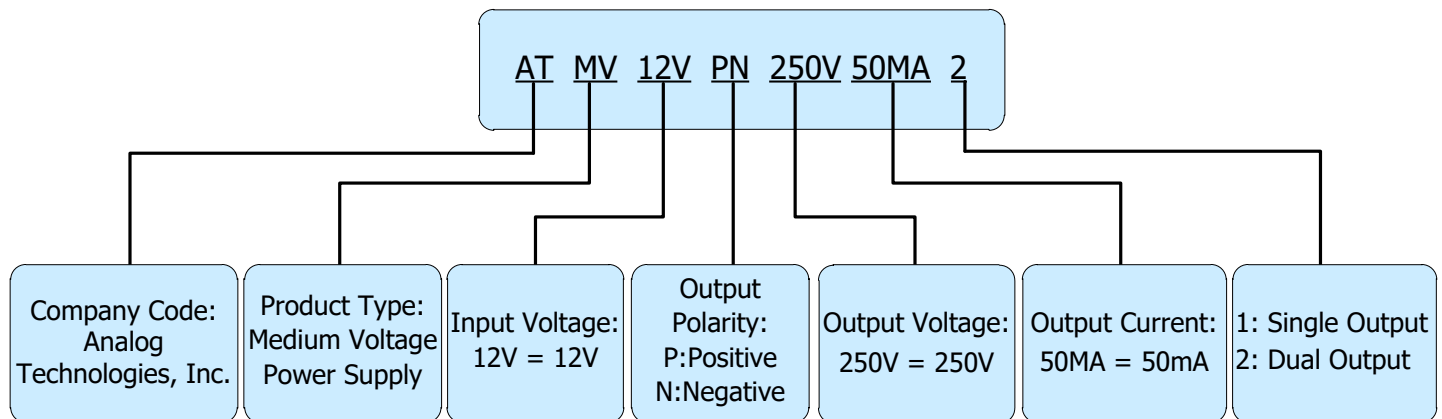 AT MV 12V PN 250V 50MA 2
Company Code:
Analog
Technologies, Inc.
Product Type:
Medium Voltage
Power Supply
Input Voltage:
12V = 12V
Output
Polarity:
P:Positive
N:Negative
Output Voltage:
250V = 250V
Output Current:
50MA = 50mA
1: Single Output
2: Dual Output